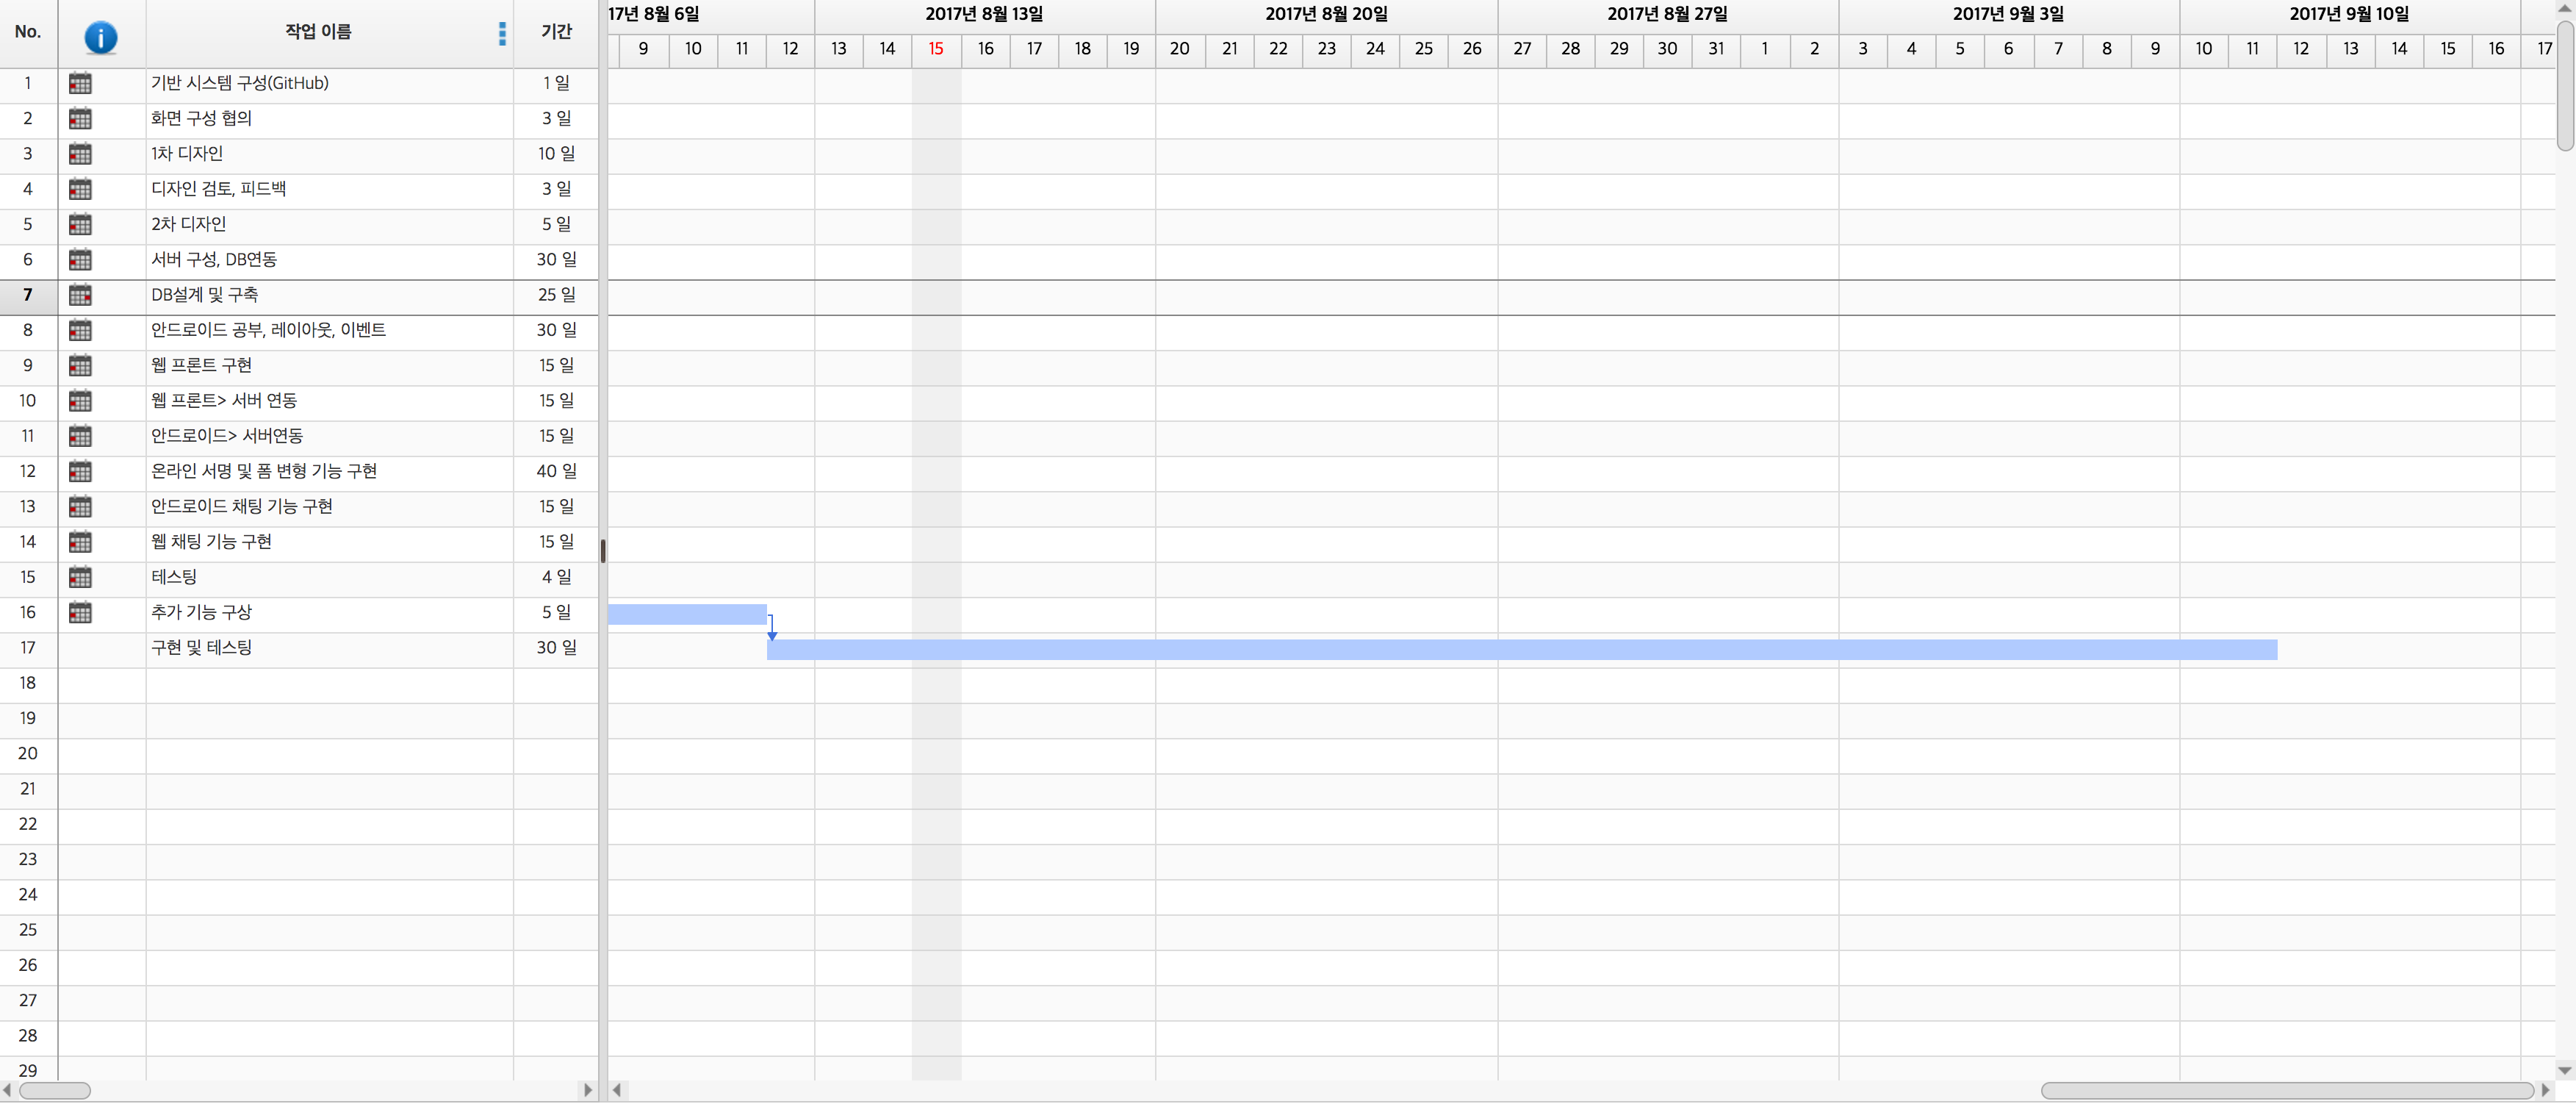 No. 작업 이름 기간 17년 8월 6일 2017년 8월 13일 2017년 8월 20일 2017년 8월 27일 2017년 9월 3일 2017년 9월 10일
9 10 11 12 13 14 15 16 17 18 19 20 21 22 23 24 25 26 27 28 29 30 31 1 2 3 4 5 6 7 8 9 10 11 12 13 14 15 16 17
1 기반 시스템 구성(GitHub) 1 일
2 화면 구성 협의 3 일
3 1차 디자인 10 일
4 디자인 검토, 피드백 3 일
5 2차 디자인 5 일
6 서버 구성, DB연동 30 일
7 DB설계 및 구축 25 일
8 안드로이드 공부, 레이아웃, 이벤트 30 일
9 웹 프론트 구현 15 일
10 웹 프론트> 서버 연동 15 일
11 안드로이드> 서버연동 15 일
12 온라인 서명 및 폼 변형 기능 구현 40 일
13 안드로이드 채팅 기능 구현 15 일
14 웹 채팅 기능 구현 15 일
15 테스팅 4 일
16 추가 기능 구상 5 일
17 구현 및 테스팅 30 일
18
19
20
21
22
23
24
25
26
27
28
29